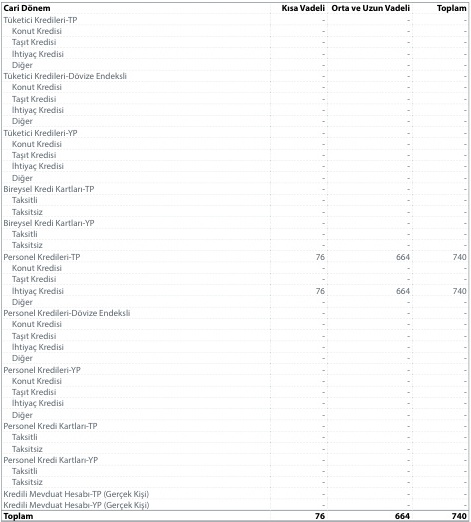 Cari Dönem Kısa Vadeli Orta ve Uzun Vadeli Toplam
Tüketici Kredileri-TP - - -
Konut Kredisi - - -
Taşıt Kredisi - - -
İhtiyaç Kredisi - - -
Diğer - - -
Tüketici Kredileri-Dövize Endeksli - - -
Konut Kredisi - - -
Taşıt Kredisi - - -
İhtiyaç Kredisi - - -
Diğer - - -
Tüketici Kredileri-YP - - -
Konut Kredisi - - -
Taşıt Kredisi - - -
İhtiyaç Kredisi - - -
Diğer - - -
Bireysel Kredi Kartları-TP - - -
Taksitli - - -
Taksitsiz - - -
Bireysel Kredi Kartları-YP - - -
Taksitli - - -
Taksitsiz - - -
Personel Kredileri-TP 76 664 740
Konut Kredisi - - -
Taşıt Kredisi - - -
İhtiyaç Kredisi 76 664 740
Diğer - - -
Personel Kredileri-Dövize Endeksli - - -
Konut Kredisi - - -
Taşıt Kredisi - - -
İhtiyaç Kredisi - - -
Diğer - - -
Personel Kredileri-YP - - -
Konut Kredisi - - -
Taşıt Kredisi - - -
İhtiyaç Kredisi - - -
Diğer - - -
Personel Kredi Kartları-TP - - -
Taksitli - - -
Taksitsiz - - -
Personel Kredi Kartları-YP - - -
Taksitli - - -
Taksitsiz - - -
Kredili Mevduat Hesabı-TP (Gerçek Kişi) - - -
Kredili Mevduat Hesabı-YP (Gerçek Kişi) - - -
Toplam 76 664 740